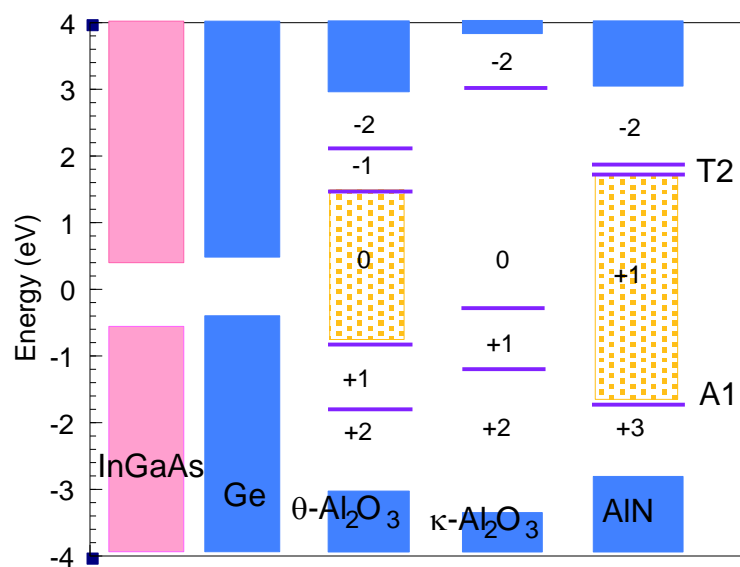 4
3
2
1
0
-1
-2
-3
-4
Energy (eV)
InGaAs
Ge
-2
-1
0
+1
+2
θ-Al₂O₃
-2
0
+1
+2
κ-Al₂O₃
-2
T2
+1
A1
+3
AlN